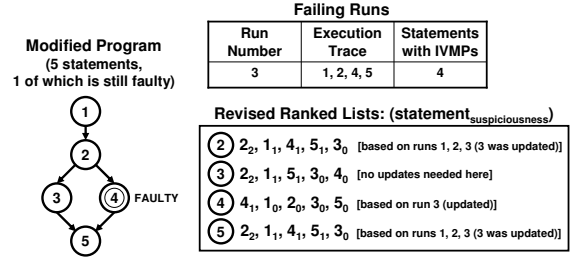 Failing Runs
Run Number
Execution Trace
Statements with IVMPs
3
1, 2, 4, 5
4
Modified Program
(5 statements,
1 of which is still faulty)
1
2
3
4
FAULTY
5
Revised Ranked Lists: (statement_suspiciousness)
2 2₂, 1₁, 4₁, 5₁, 3₀ [based on runs 1, 2, 3 (3 was updated)]
3 2₂, 1₁, 5₁, 3₀, 4₀ [no updates needed here]
4 4₁, 1₀, 2₀, 3₀, 5₀ [based on run 3 (updated)]
5 2₂, 1₁, 4₁, 5₁, 3₀ [based on runs 1, 2, 3 (3 was updated)]